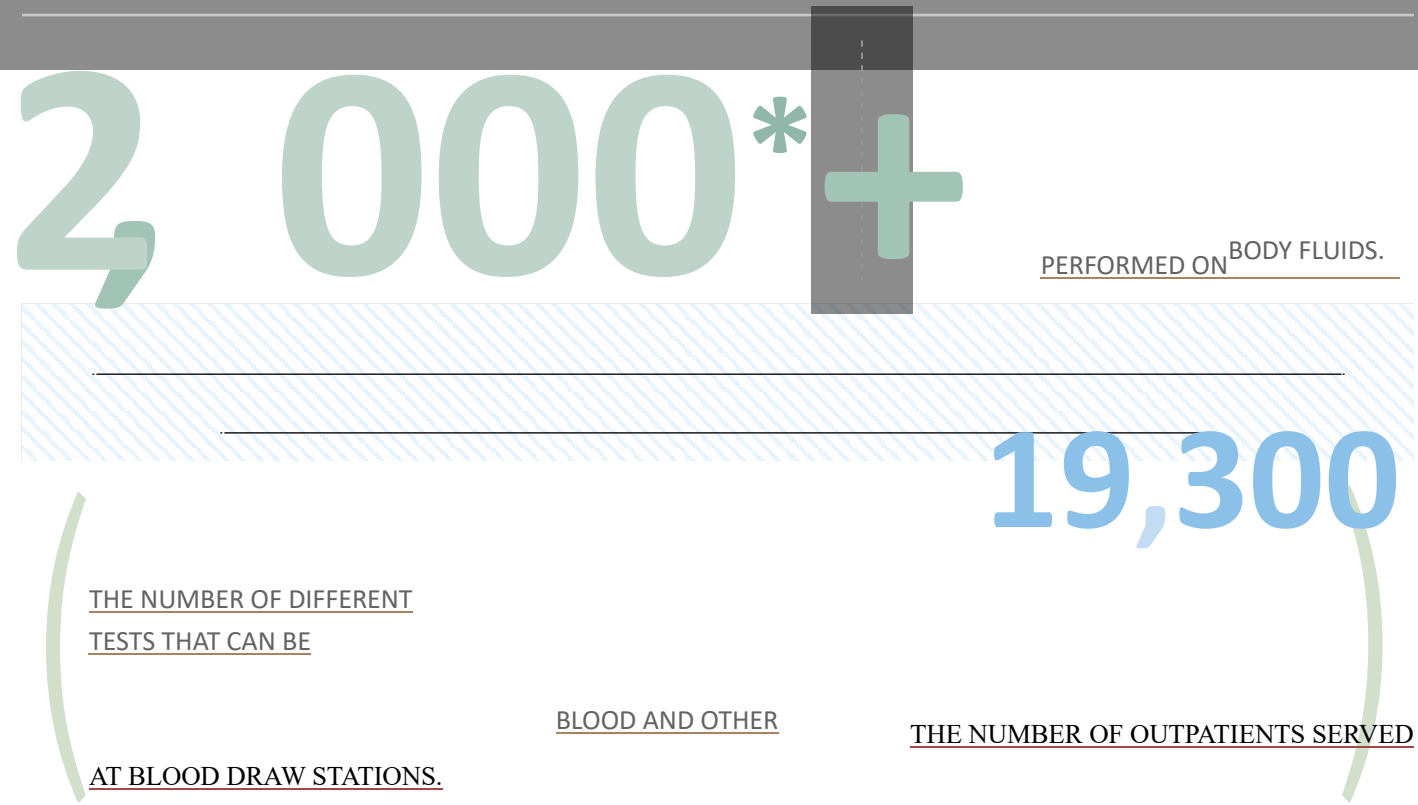 2, 000*+
PERFORMED ON BODY FLUIDS.
19,300
THE NUMBER OF DIFFERENT
TESTS THAT CAN BE
BLOOD AND OTHER
THE NUMBER OF OUTPATIENTS SERVED
AT BLOOD DRAW STATIONS.